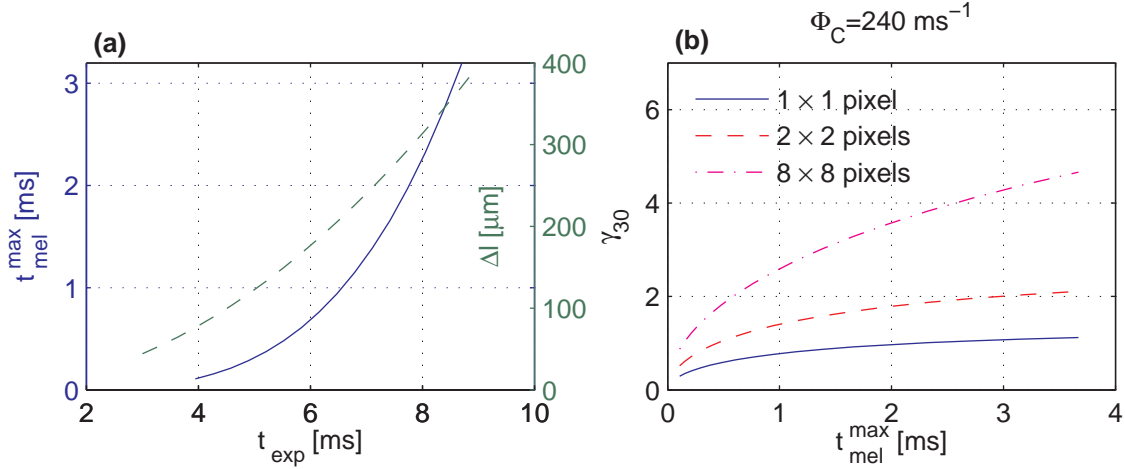 (a)
t_mel^max [ms]
3
2
1
0
2
4
6
8
10
t_exp [ms]
400
300
200
100
0
Δl [μm]
Φ_C=240 ms^−1
(b)
1 × 1 pixel
2 × 2 pixels
8 × 8 pixels
γ_30
6
4
2
0
0
1
2
3
4
t_mel^max [ms]